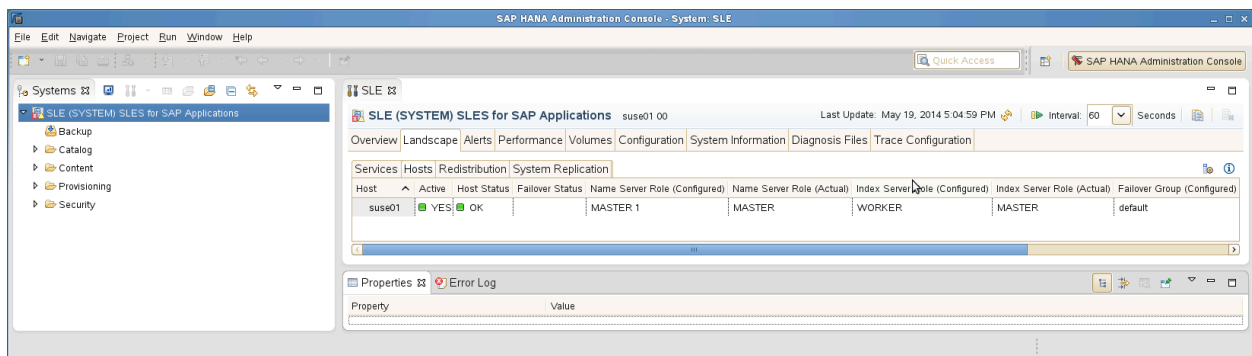 SAP HANA Administration Console - System: SLE
File Edit Navigate Project Run Window Help
Quick Access SAP HANA Administration Console
Systems
SLE (SYSTEM) SLES for SAP Applications
Backup
Catalog
Content
Provisioning
Security
SLE
SLE (SYSTEM) SLES for SAP Applications suse01 00 Last Update: May 19, 2014 5:04:59 PM Interval: 60 Seconds
Overview Landscape Alerts Performance Volumes Configuration System Information Diagnosis Files Trace Configuration
Services Hosts Redistribution System Replication
Host Active Host Status Failover Status Name Server Role (Configured) Name Server Role (Actual) Index Server Role (Configured) Index Server Role (Actual) Failover Group (Configured)
suse01 YES OK MASTER 1 MASTER WORKER MASTER default
Properties Error Log
Property Value